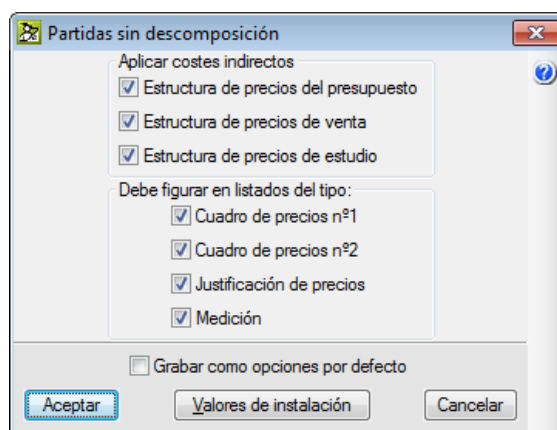 Partidas sin descomposición
Aplicar costes indirectos
Estructura de precios del presupuesto
Estructura de precios de venta
Estructura de precios de estudio
Debe figurar en listados del tipo:
Cuadro de precios nº1
Cuadro de precios nº2
Justificación de precios
Medición
Grabar como opciones por defecto
Aceptar Valores de instalación Cancelar